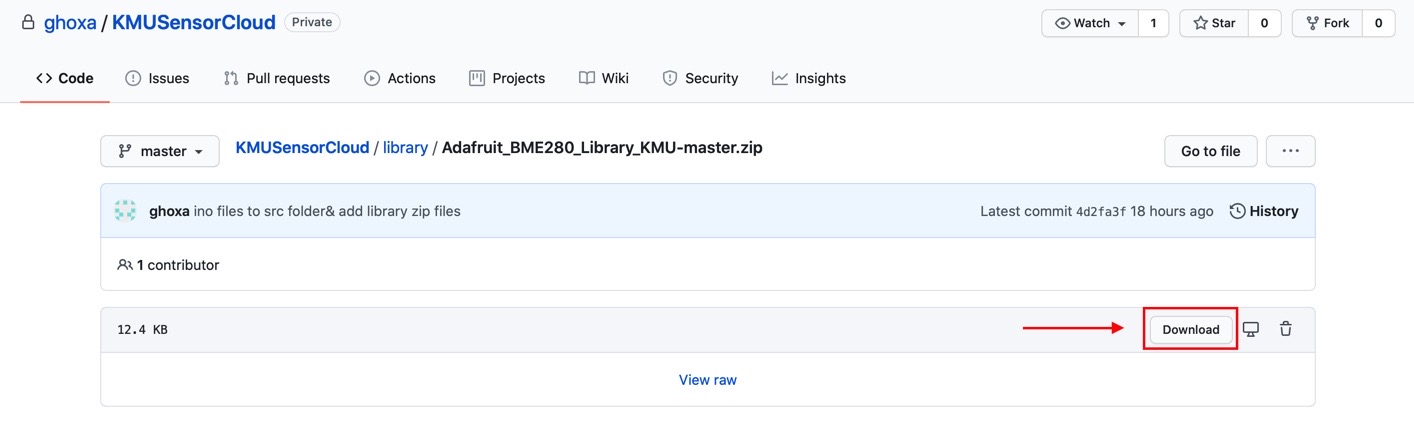 ghoxa / KMUSensorCloud Private Watch 1 Star 0 Fork 0
Code Issues Pull requests Actions Projects Wiki Security Insights
master KMUSensorCloud / library / Adafruit_BME280_Library_KMU-master.zip Go to file ...
ghoxa ino files to src folder& add library zip files Latest commit 4d2fa3f 18 hours ago History
1 contributor
12.4 KB Download
View raw